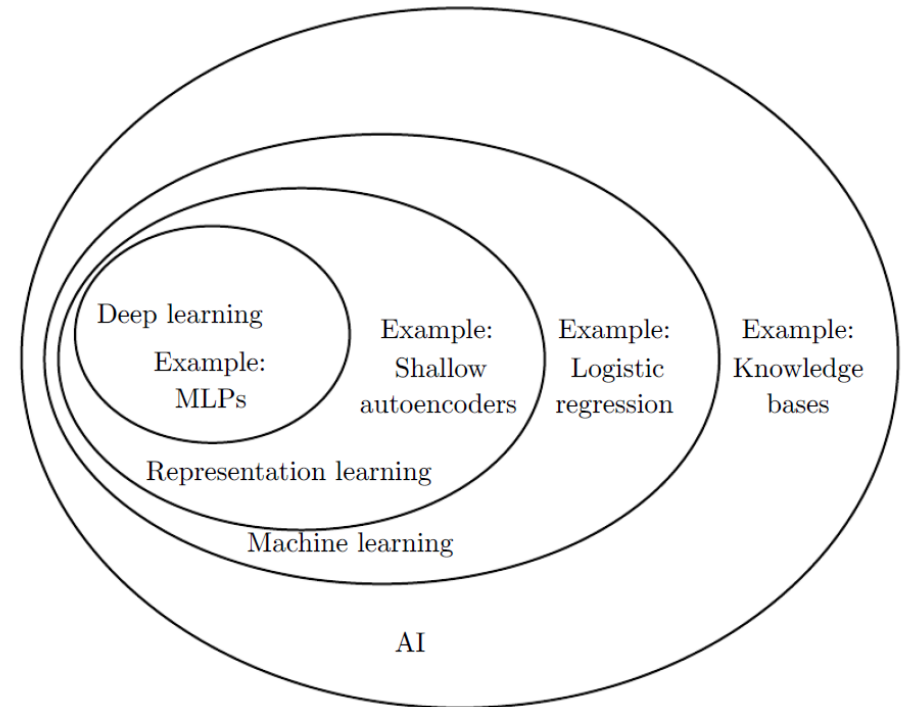 Deep learning
Example:
MLPs
Example:
Shallow
autoencoders
Example:
Logistic
regression
Example:
Knowledge
bases
Representation learning
Machine learning
AI